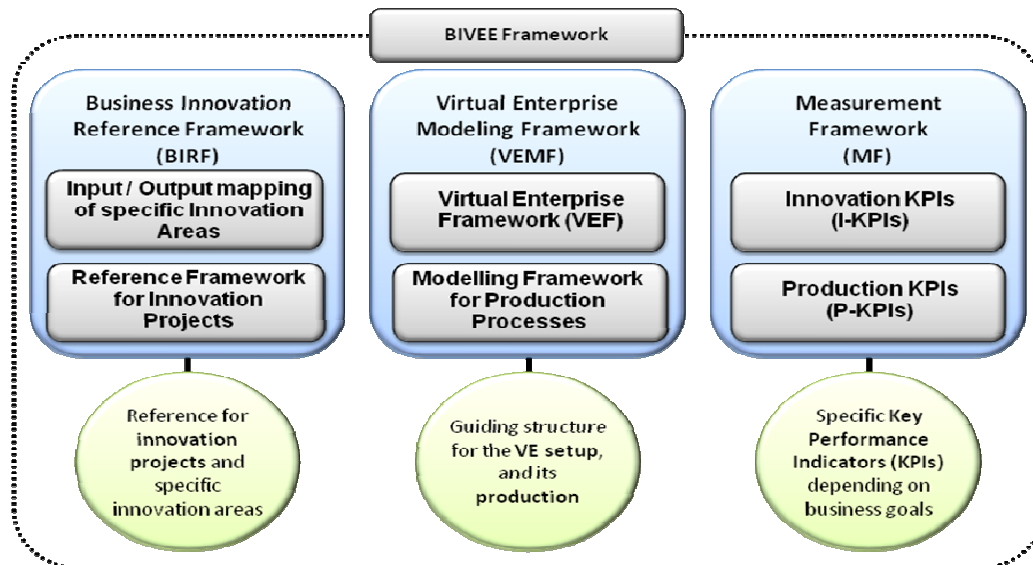 BIVEE Framework
Business Innovation
Reference Framework
(BIRF)
Input / Output mapping
of specific Innovation
Areas
Reference Framework
for Innovation
Projects
Reference for
innovation
projects and
specific
innovation areas
Virtual Enterprise
Modeling Framework
(VEMF)
Virtual Enterprise
Framework (VEF)
Modelling Framework
for Production
Processes
Guiding structure
for the VE setup,
and its
production
Measurement
Framework
(MF)
Innovation KPIs
(I-KPIs)
Production KPIs
(P-KPIs)
Specific Key
Performance
Indicators (KPIs)
depending on
business goals